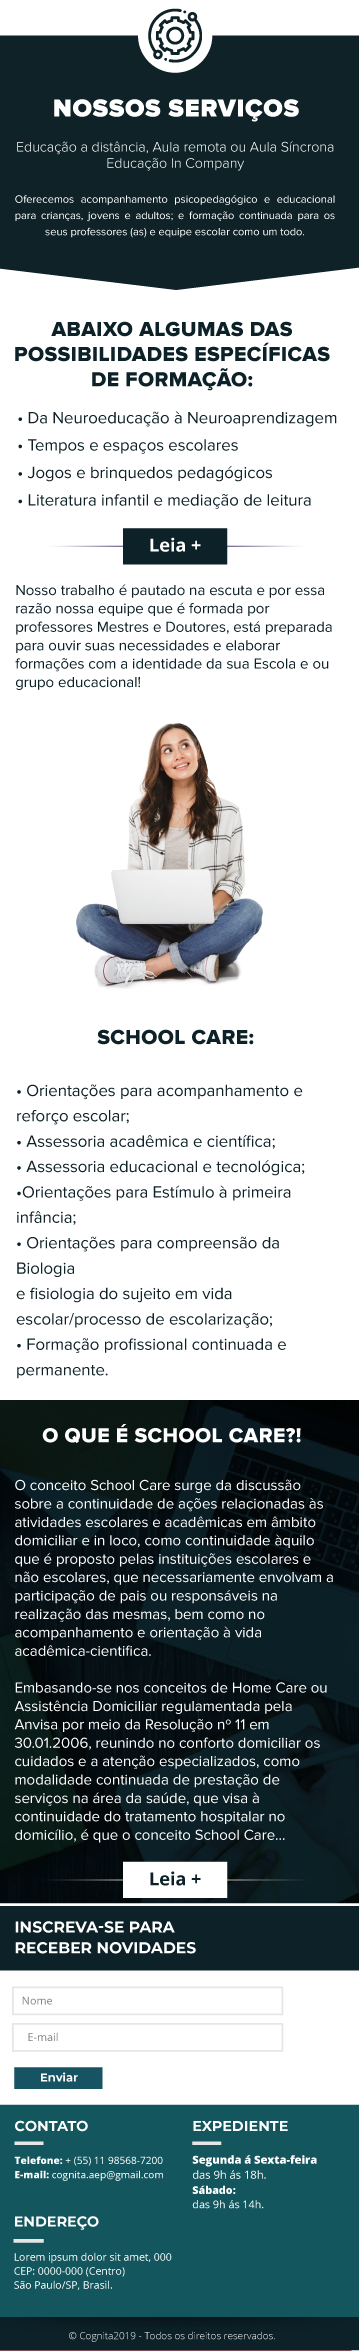 NOSSOS SERVIÇOS
Educação a distância, Aula remota ou Aula Síncrona
Educação In Company
Oferecemos acompanhamento psicopedagógico e educacional
para crianças, jovens e adultos; e formação continuada para os
seus professores (as) e equipe escolar como um todo.
ABAIXO ALGUMAS DAS
POSSIBILIDADES ESPECÍFICAS
DE FORMAÇÃO:
• Da Neuroeducação à Neuroaprendizagem
• Tempos e espaços escolares
• Jogos e brinquedos pedagógicos
• Literatura infantil e mediação de leitura
Leia +
Nosso trabalho é pautado na escuta e por essa
razão nossa equipe que é formada por
professores Mestres e Doutores, está preparada
para ouvir suas necessidades e elaborar
formações com a identidade da sua Escola e ou
grupo educacional!
SCHOOL CARE:
• Orientações para acompanhamento e
reforço escolar;
• Assessoria acadêmica e científica;
• Assessoria educacional e tecnológica;
•Orientações para Estímulo à primeira
infância;
• Orientações para compreensão da
Biologia
e fisiologia do sujeito em vida
escolar/processo de escolarização;
• Formação profissional continuada e
permanente.
O QUE É SCHOOL CARE?!
O conceito School Care surge da discussão
sobre a continuidade de ações relacionadas às
atividades escolares e acadêmicas em âmbito
domiciliar e in loco, como continuidade àquilo
que é proposto pelas instituições escolares e
não escolares, que necessariamente envolvam a
participação de pais ou responsáveis na
realização das mesmas, bem como no
acompanhamento e orientação à vida
acadêmica-cientifica.
Embasando-se nos conceitos de Home Care ou
Assistência Domiciliar regulamentada pela
Anvisa por meio da Resolução nº 11 em
30.01.2006, reunindo no conforto domiciliar os
cuidados e a atenção especializados, como
modalidade continuada de prestação de
serviços na área da saúde, que visa à
continuidade do tratamento hospitalar no
domicílio, é que o conceito School Care...
Leia +
INSCREVA-SE PARA
RECEBER NOVIDADES
Nome
E-mail
Enviar
CONTATO
Telefone: + (55) 11 98568-7200
E-mail: cognita.aep@gmail.com
EXPEDIENTE
Segunda á Sexta-feira
das 9h ás 18h.
Sábado:
das 9h ás 14h.
ENDEREÇO
Lorem ipsum dolor sit amet, 000
CEP: 0000-000 (Centro)
São Paulo/SP, Brasil.
© Cognita2019 - Todos os direitos reservados.